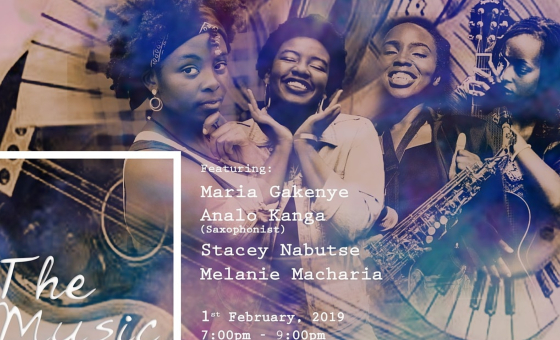 Featuring:
Maria Gakenye
Analo Kanga
(Saxophonist)
Stacey Nabutse
Melanie Macharia
1st February, 2019
7:00pm - 9:00pm
The
Music